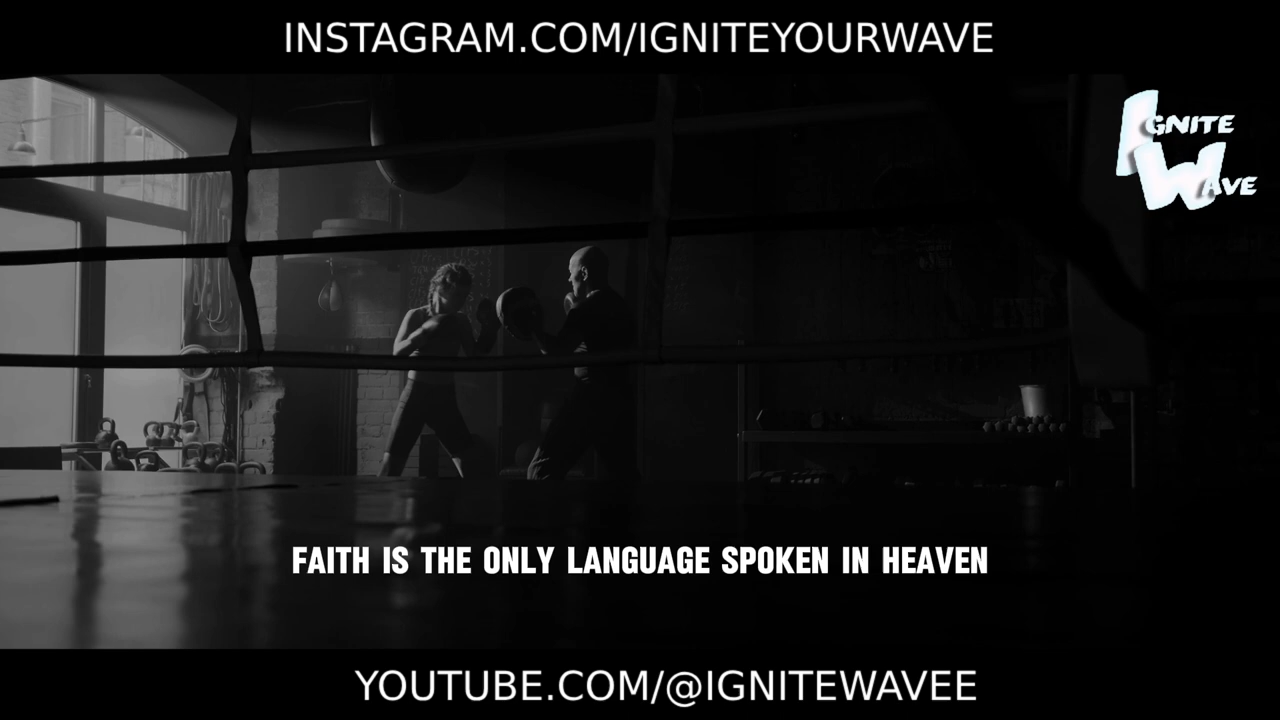 INSTAGRAM.COM/IGNITEYOURWAVE
IGNITE
WAVE
FAITH IS THE ONLY LANGUAGE SPOKEN IN HEAVEN
YOUTUBE.COM/@IGNITEWAVEE